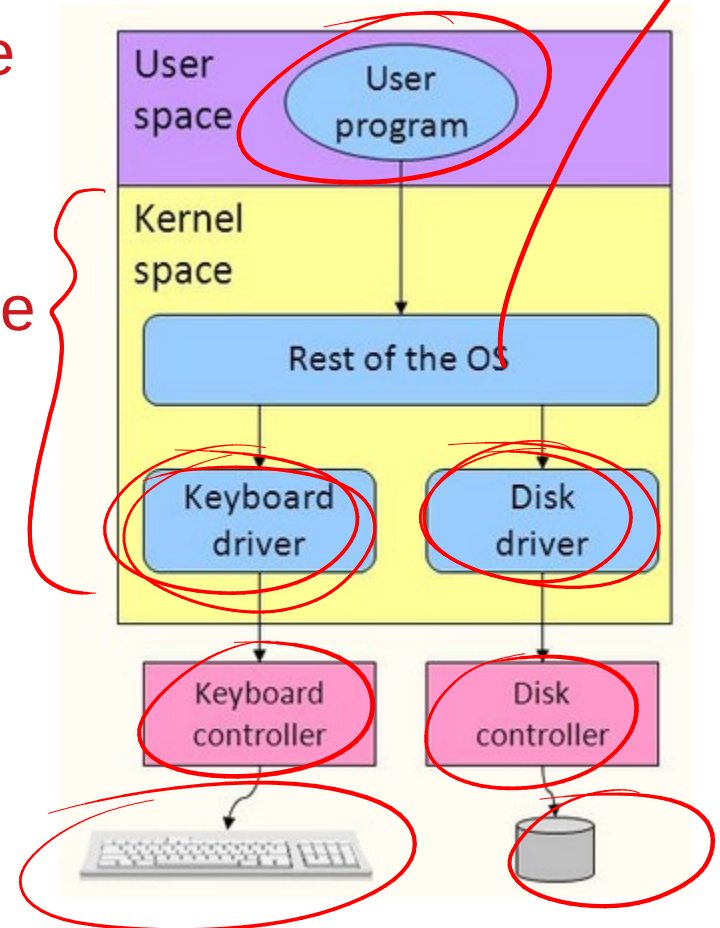 e
User
space
User
program
Kernel
space
e
Rest of the OS
Keyboard
driver
Disk
driver
Keyboard
controller
Disk
controller